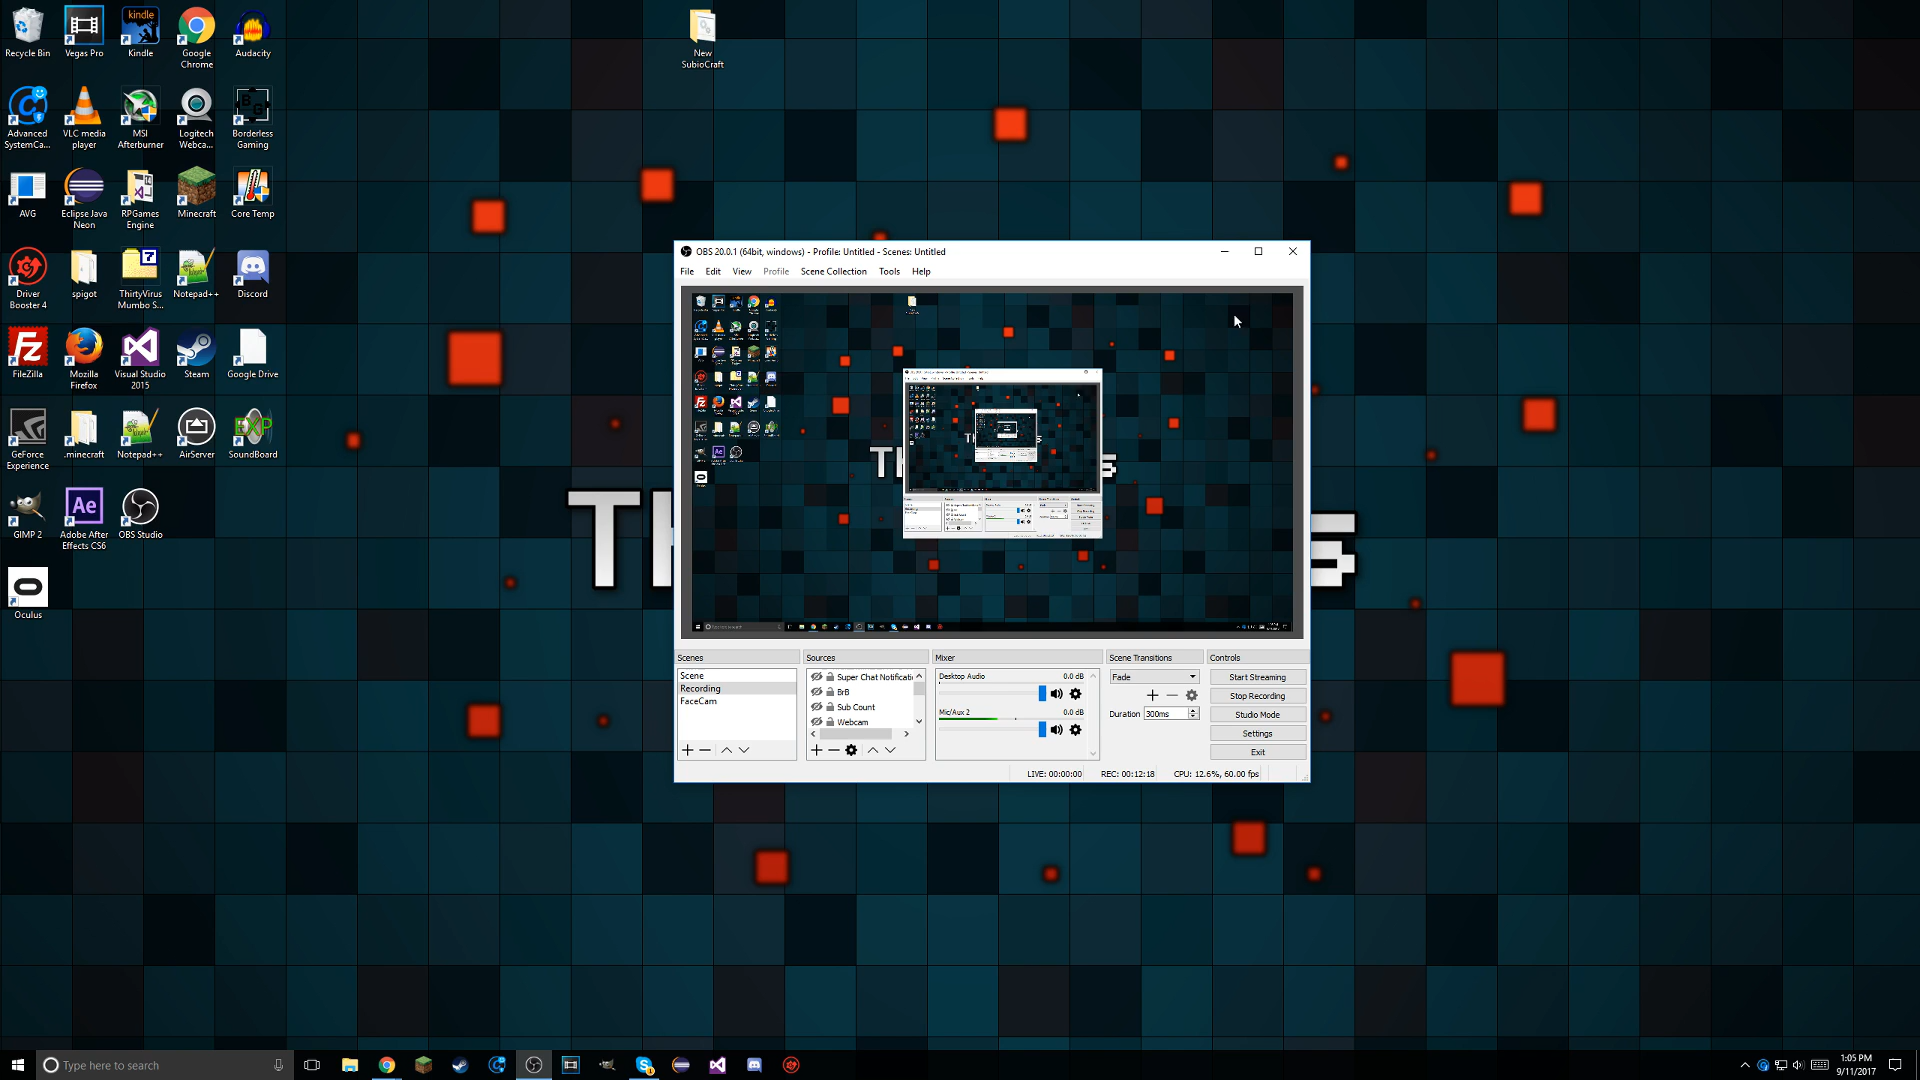 Recycle Bin
Vegas Pro
kindle
Kindle
Google
Chrome
Audacity
New
SubioCraft
Advanced
SystemCa...
VLC media
player
MSI
Afterburner
Logitech
Webca...
BG
Borderless
Gaming
AVG
Eclipse Java
Neon
RPGames
Engine
Minecraft
Core Temp
Driver
Booster 4
spigot
7
ThirtyVirus
Mumbo S...
Notepad++
Discord
Fz
FileZilla
Mozilla
Firefox
Visual Studio
2015
Steam
Google Drive
GeForce
Experience
.minecraft
Notepad++
AirServer
EXP
SoundBoard
GIMP 2
Ae
Adobe After
Effects CS6
OBS Studio
Oculus
OBS 20.0.1 (64bit, windows) - Profile: Untitled - Scenes: Untitled
File Edit View Profile Scene Collection Tools Help
Scenes
Scene
Recording
FaceCam
Sources
Super Chat Notificati
BrB
Sub Count
Webcam
Mixer
Desktop Audio 0.0 dB
Mic/Aux 2 0.0 dB
Scene Transitions
Fade
Duration 300ms
Controls
Start Streaming
Stop Recording
Studio Mode
Settings
Exit
LIVE: 00:00:00 REC: 00:12:18 CPU: 12.6%, 60.00 fps
Type here to search
1:05 PM
9/11/2017